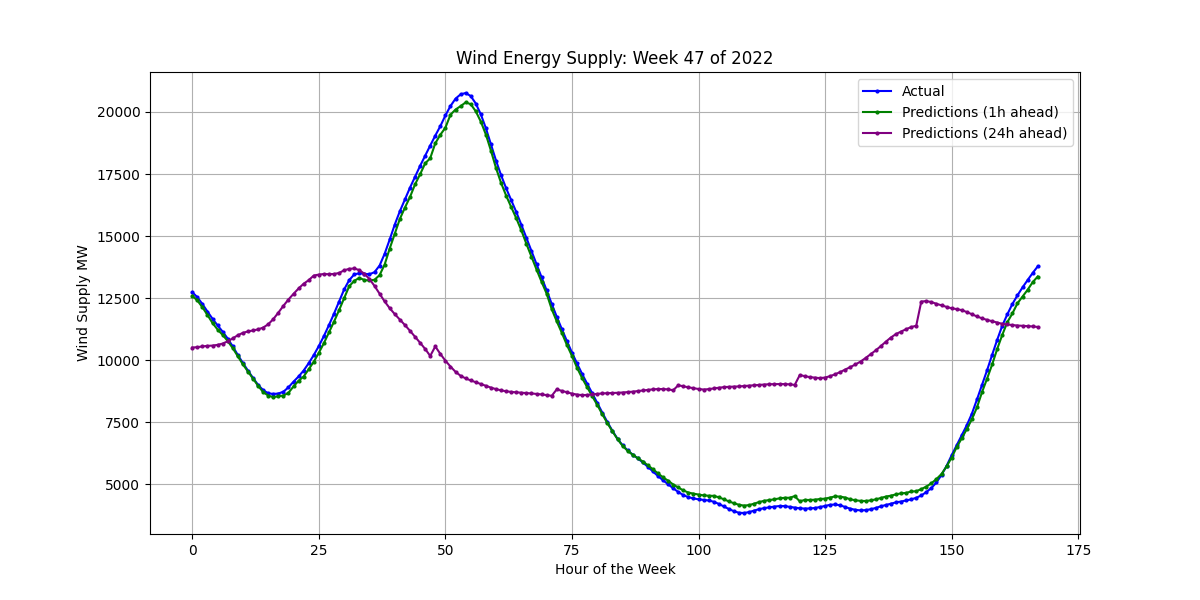 Wind Energy Supply: Week 47 of 2022
Actual
Predictions (1h ahead)
Predictions (24h ahead)
Wind Supply MW
20000
17500
15000
12500
10000
7500
5000
0 25 50 75 100 125 150 175
Hour of the Week